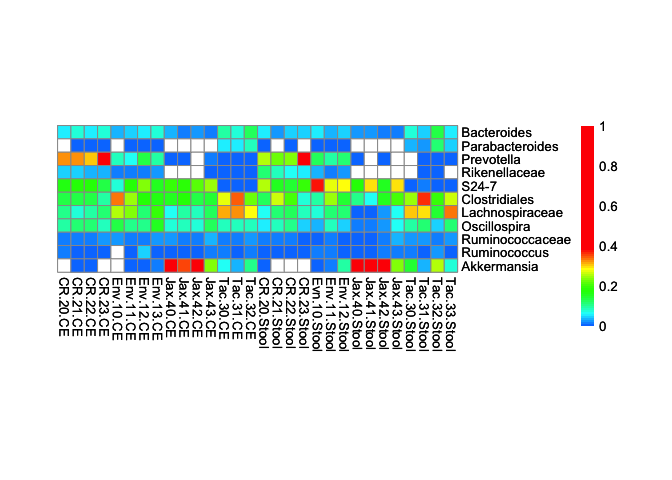 Bacteroides
Parabacteroides
Prevotella
Rikenellaceae
S24-7
Clostridiales
Lachnospiraceae
Oscillospira
Ruminococcaceae
Ruminococcus
Akkermansia
CR.20.CE
CR.21.CE
CR.22.CE
CR.23.CE
Env.10.CE
Env.11.CE
Env.12.CE
Env.13.CE
Jax.40.CE
Jax.41.CE
Jax.42.CE
Jax.43.CE
Tac.30.CE
Tac.31.CE
Tac.32.CE
CR.20.Stool
CR.21.Stool
CR.22.Stool
CR.23.Stool
Evn.10.Stool
Env.11.Stool
Env.12.Stool
Jax.40.Stool
Jax.41.Stool
Jax.42.Stool
Jax.43.Stool
Tac.30.Stool
Tac.31.Stool
Tac.32.Stool
Tac.33.Stool
1
0.8
0.6
0.4
0.2
0